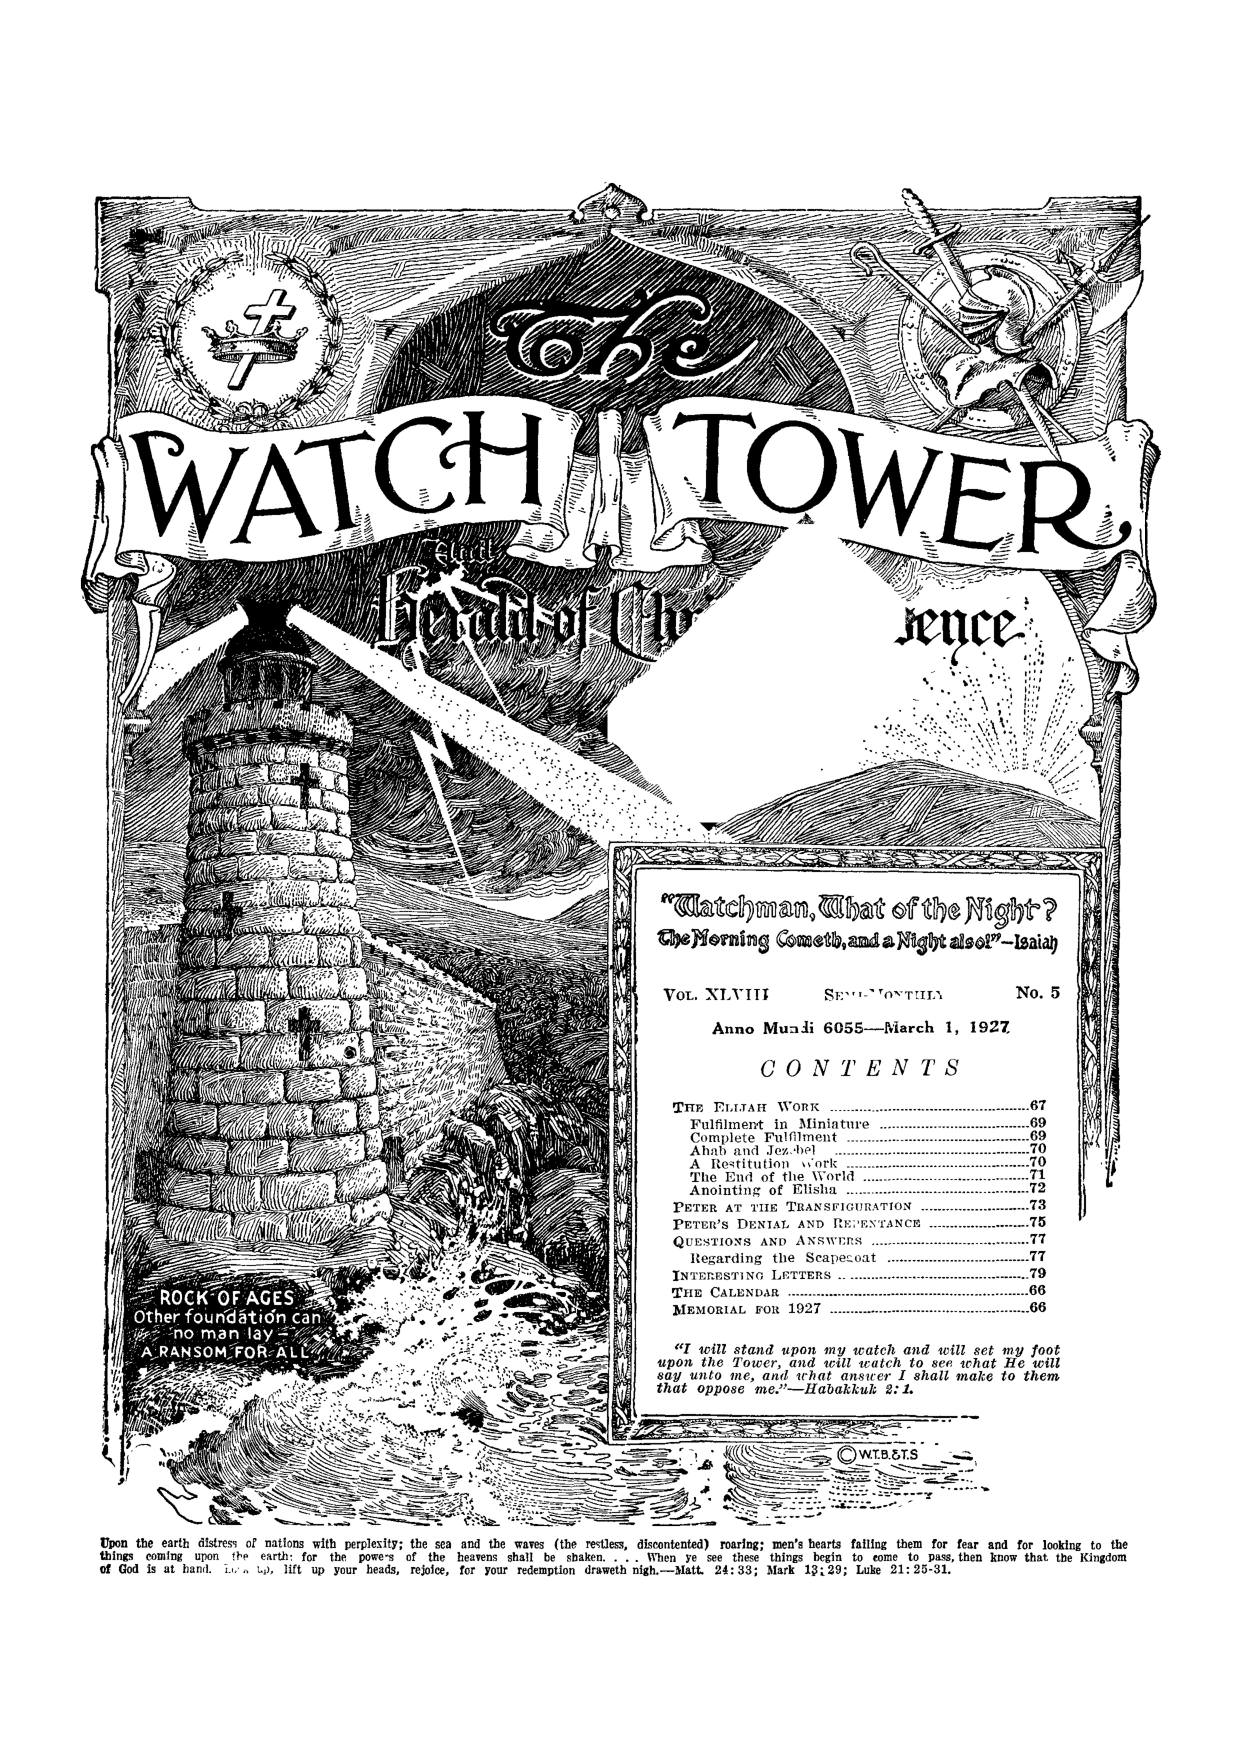 The
WATCH TOWER
And
Herald of
ROCK OF AGES
Other foundation can
no man lay—
A RANSOM FOR ALL
"Watchman, What of the Night?
The Morning Cometh, and a Night also!"—Isaiah
VOL. XLVIII SEMI-MONTHLY No. 5
Anno Mundi 6055—March 1, 1927
CONTENTS
THE ELIJAH WORK 67
Fulfilment in Miniature 69
Complete Fulfilment 69
Ahab and Jezebel 70
A Restitution Work 70
The End of the World 71
Anointing of Elisha 72
PETER AT THE TRANSFIGURATION 73
PETER'S DENIAL AND REPENTANCE 75
QUESTIONS AND ANSWERS 77
Regarding the Scapegoat 77
INTERESTING LETTERS 79
THE CALENDAR 66
MEMORIAL FOR 1927 66
"I will stand upon my watch and will set my foot
upon the Tower, and will watch to see what He will
say unto me, and what answer I shall make to them
that oppose me."—Habakkuk 2:1.
©W.T.B.&T.S
Upon the earth distress of nations with perplexity; the sea and the waves (the restless, discontented) roaring; men's hearts failing them for fear and for looking to the
things coming upon the earth; for the powers of the heavens shall be shaken. . . . When ye see these things begin to come to pass, then know that the Kingdom
of God is at hand. up, lift up your heads, rejoice, for your redemption draweth nigh.—Matt. 24:33; Mark 13:29; Luke 21:25-31.